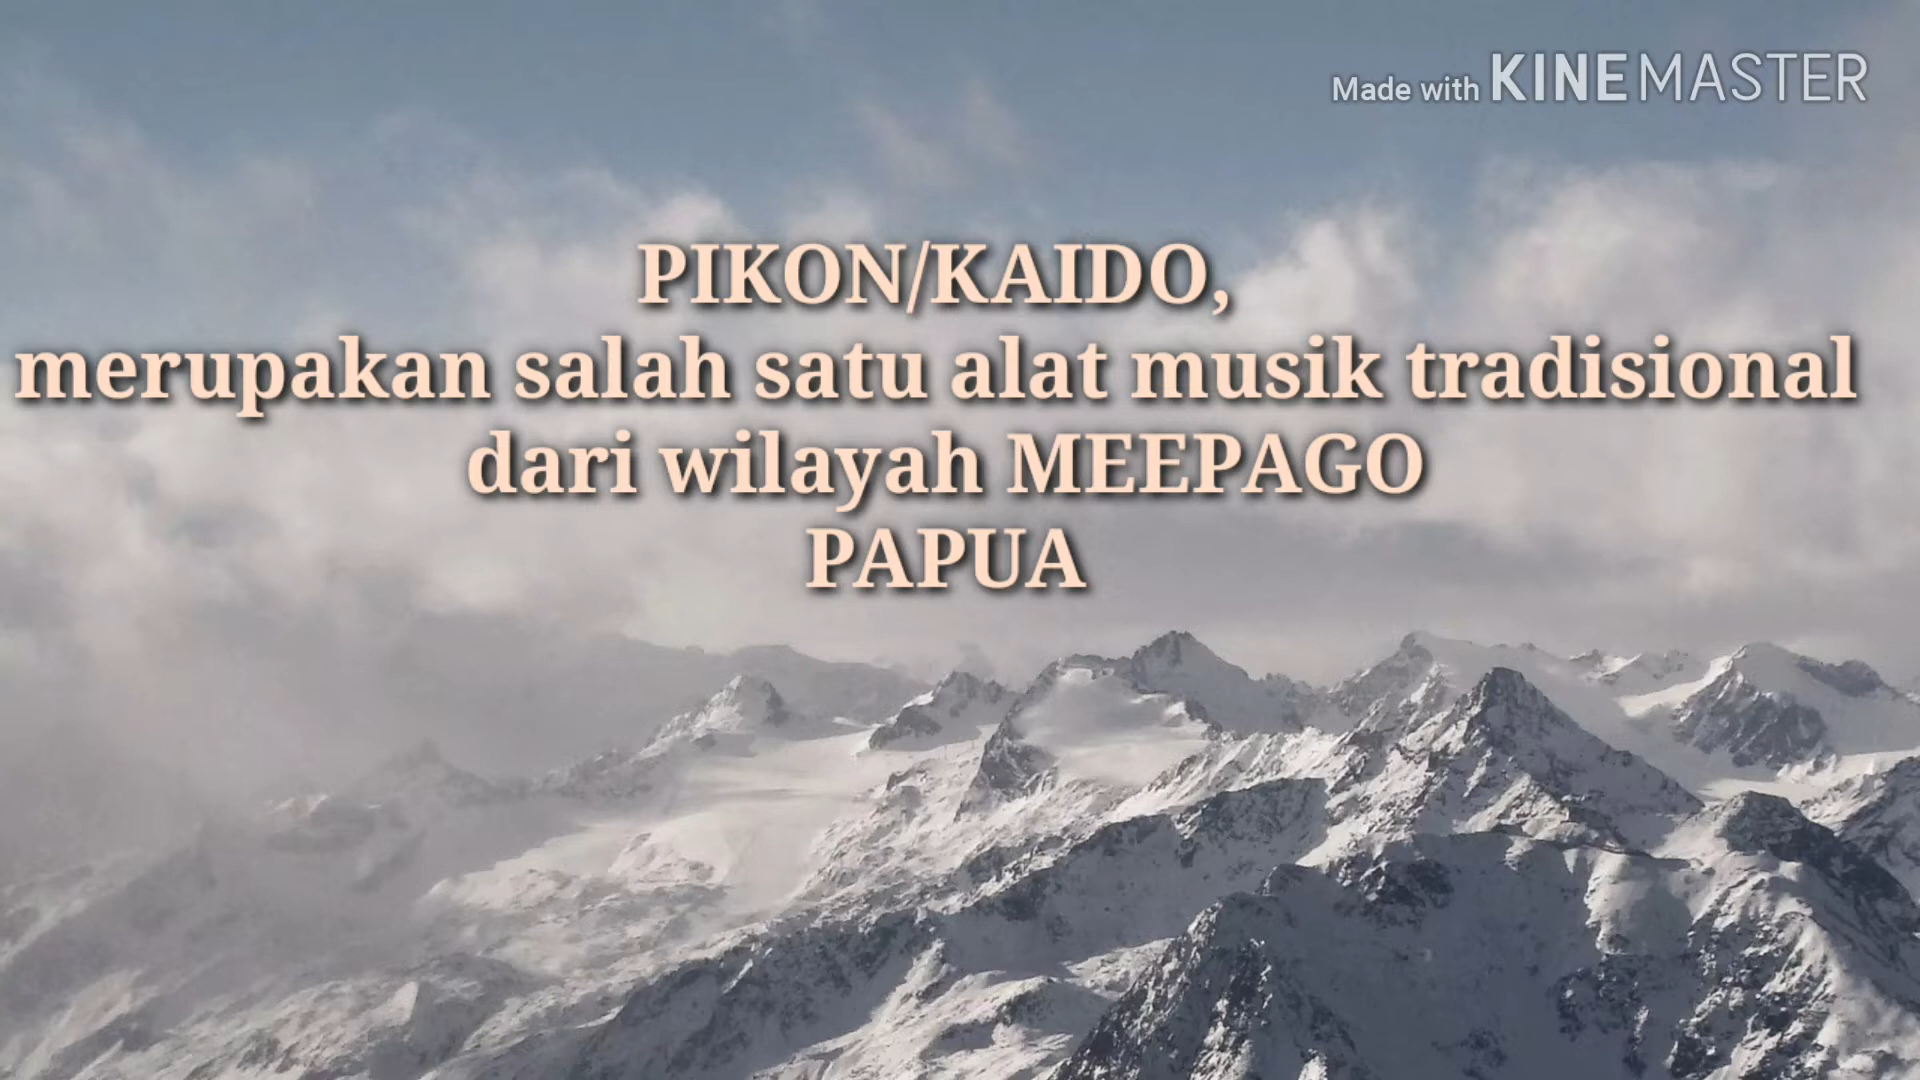 Made with KINEMASTER
PIKON/KAIDO,
merupakan salah satu alat musik tradisional
dari wilayah MEEPAGO
PAPUA